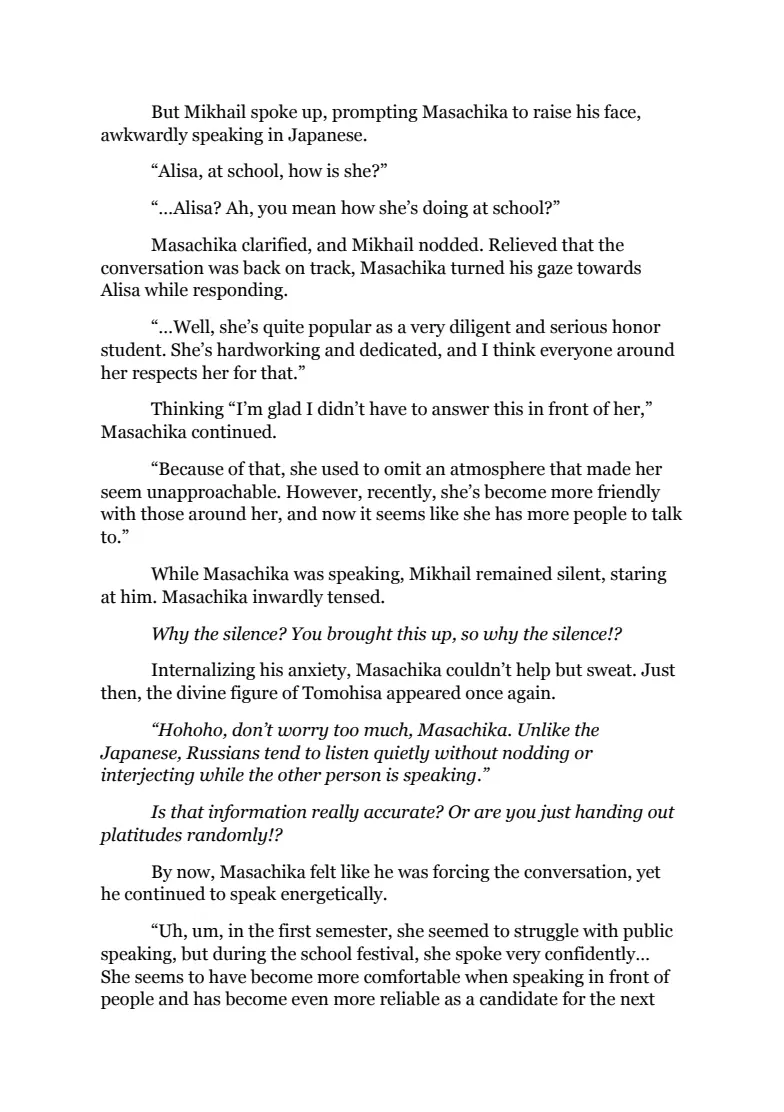 But Mikhail spoke up, prompting Masachika to raise his face,
awkwardly speaking in Japanese.
“Alisa, at school, how is she?”
“…Alisa? Ah, you mean how she’s doing at school?”
Masachika clarified, and Mikhail nodded. Relieved that the
conversation was back on track, Masachika turned his gaze towards
Alisa while responding.
“…Well, she’s quite popular as a very diligent and serious honor
student. She’s hardworking and dedicated, and I think everyone around
her respects her for that.”
Thinking “I’m glad I didn’t have to answer this in front of her,”
Masachika continued.
“Because of that, she used to omit an atmosphere that made her
seem unapproachable. However, recently, she’s become more friendly
with those around her, and now it seems like she has more people to talk
to.”
While Masachika was speaking, Mikhail remained silent, staring
at him. Masachika inwardly tensed.
Why the silence? You brought this up, so why the silence!?
Internalizing his anxiety, Masachika couldn’t help but sweat. Just
then, the divine figure of Tomohisa appeared once again.
“Hohoho, don’t worry too much, Masachika. Unlike the
Japanese, Russians tend to listen quietly without nodding or
interjecting while the other person is speaking.”
Is that information really accurate? Or are you just handing out
platitudes randomly!?
By now, Masachika felt like he was forcing the conversation, yet
he continued to speak energetically.
“Uh, um, in the first semester, she seemed to struggle with public
speaking, but during the school festival, she spoke very confidently…
She seems to have become more comfortable when speaking in front of
people and has become even more reliable as a candidate for the next